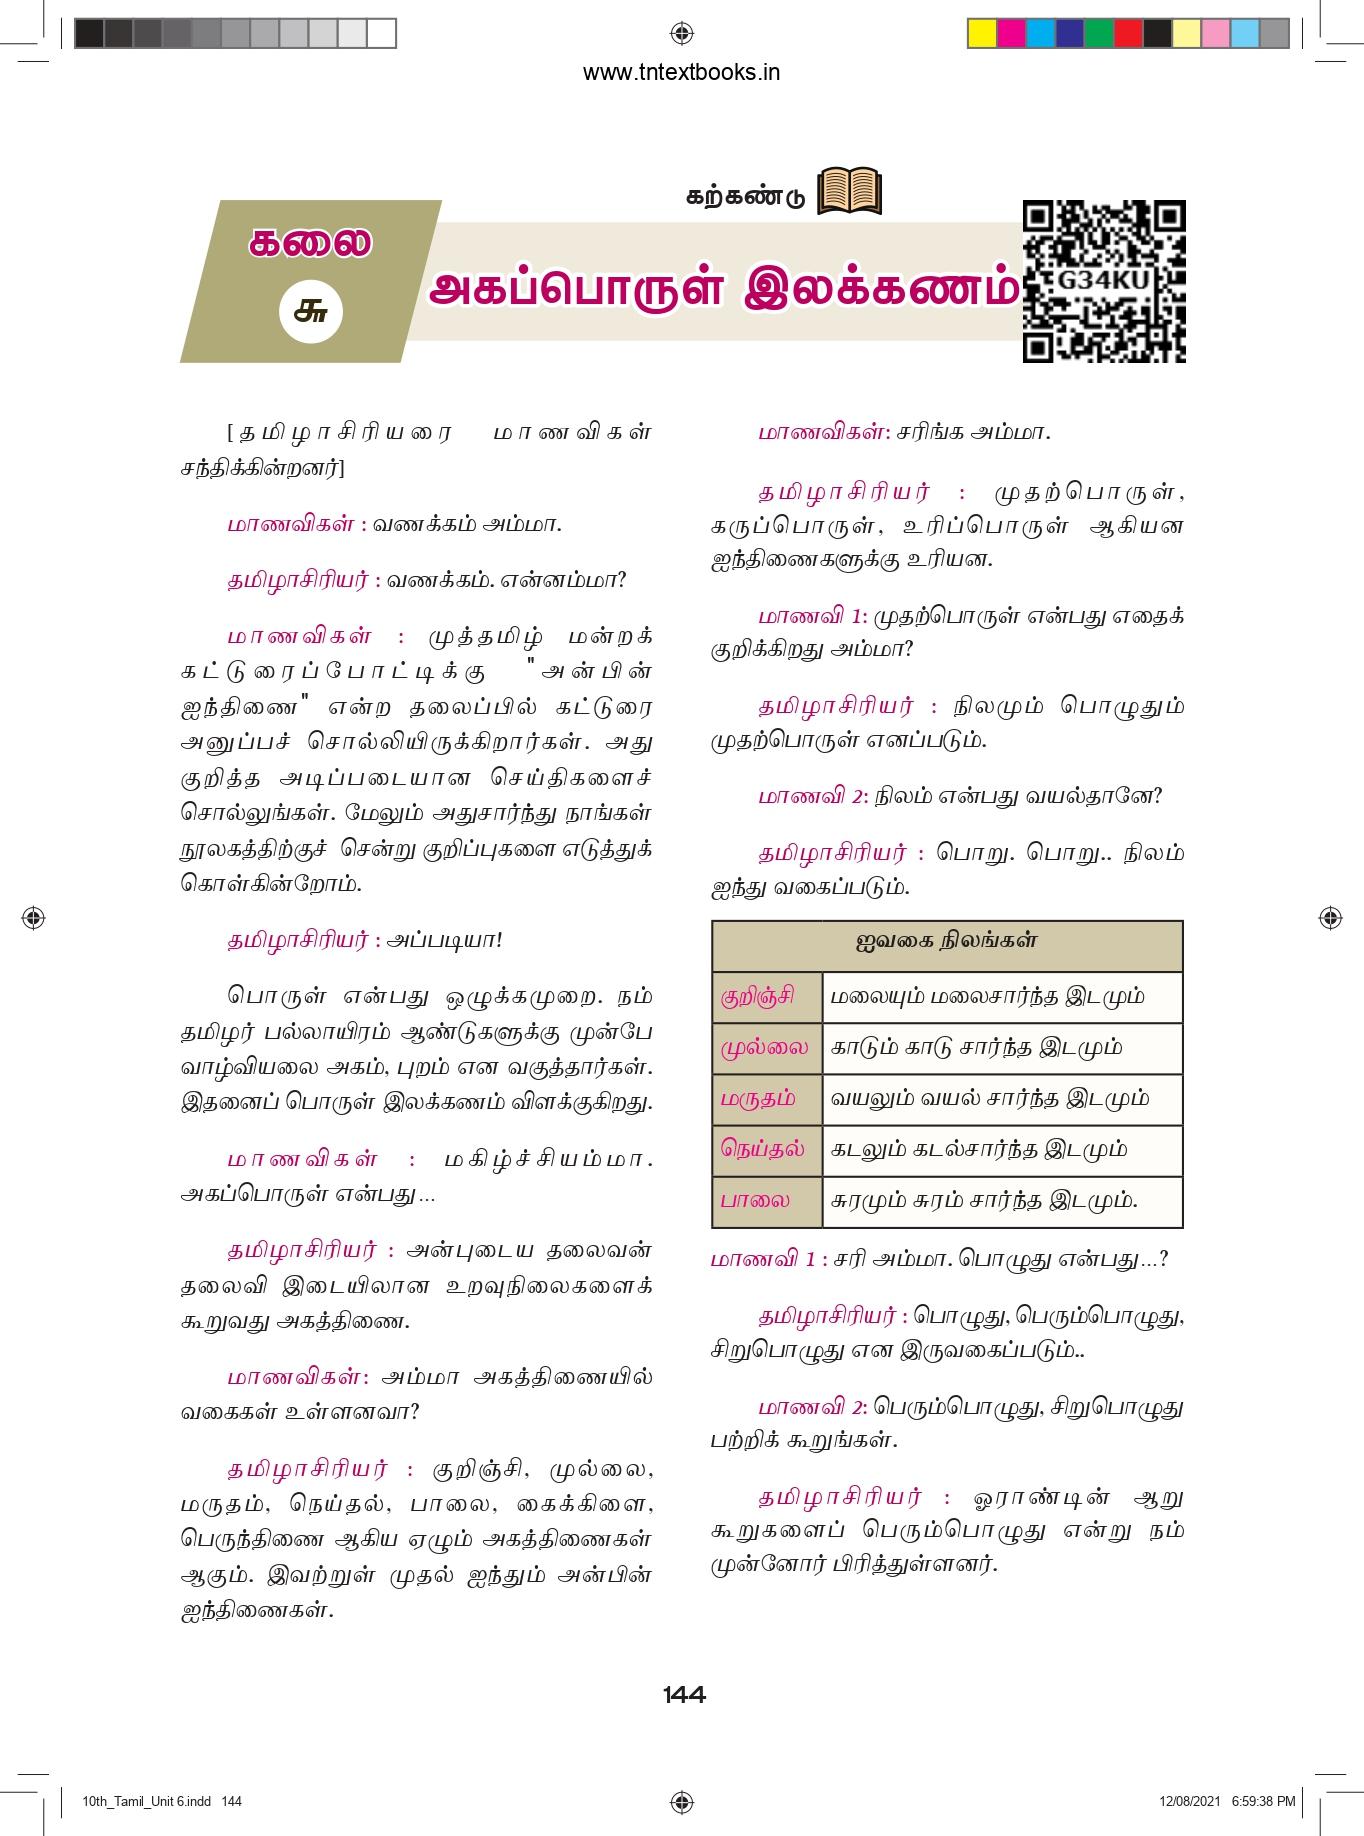 www.tntextbooks.in
கற்கண்டு
கலை
௬
அகப்பொருள் இலக்கணம்
G34KU
[தமிழாசிரியரை மாணவிகள்
சந்திக்கின்றனர்]
மாணவிகள் : வணக்கம் அம்மா.
தமிழாசிரியர் : வணக்கம். என்னம்மா?
மாணவிகள் : முத்தமிழ் மன்றக்
கட்டுரைப்போட்டிக்கு "அன்பின்
ஐந்திணை" என்ற தலைப்பில் கட்டுரை
அனுப்பச் சொல்லியிருக்கிறார்கள். அது
குறித்த அடிப்படையான செய்திகளைச்
சொல்லுங்கள். மேலும் அதுசார்ந்து நாங்கள்
நூலகத்திற்குச் சென்று குறிப்புகளை எடுத்துக்
கொள்கின்றோம்.
தமிழாசிரியர் : அப்படியா!
பொருள் என்பது ஒழுக்கமுறை. நம்
தமிழர் பல்லாயிரம் ஆண்டுகளுக்கு முன்பே
வாழ்வியலை அகம், புறம் என வகுத்தார்கள்.
இதனைப் பொருள் இலக்கணம் விளக்குகிறது.
மாணவிகள் : மகிழ்ச்சியம்மா.
அகப்பொருள் என்பது...
தமிழாசிரியர் : அன்புடைய தலைவன்
தலைவி இடையிலான உறவுநிலைகளைக்
கூறுவது அகத்திணை.
மாணவிகள்: அம்மா அகத்திணையில்
வகைகள் உள்ளனவா?
தமிழாசிரியர் : குறிஞ்சி, முல்லை,
மருதம், நெய்தல், பாலை, கைக்கிளை,
பெருந்திணை ஆகிய ஏழும் அகத்திணைகள்
ஆகும். இவற்றுள் முதல் ஐந்தும் அன்பின்
ஐந்திணைகள்.
மாணவிகள்: சரிங்க அம்மா.
தமிழாசிரியர் : முதற்பொருள்,
கருப்பொருள், உரிப்பொருள் ஆகியன
ஐந்திணைகளுக்கு உரியன.
மாணவி 1: முதற்பொருள் என்பது எதைக்
குறிக்கிறது அம்மா?
தமிழாசிரியர் : நிலமும் பொழுதும்
முதற்பொருள் எனப்படும்.
மாணவி 2: நிலம் என்பது வயல்தானே?
தமிழாசிரியர் : பொறு. பொறு.. நிலம்
ஐந்து வகைப்படும்.
ஐவகை நிலங்கள்
குறிஞ்சி மலையும் மலைசார்ந்த இடமும்
முல்லை காடும் காடு சார்ந்த இடமும்
மருதம் வயலும் வயல் சார்ந்த இடமும்
நெய்தல் கடலும் கடல்சார்ந்த இடமும்
பாலை சுரமும் சுரம் சார்ந்த இடமும்.
மாணவி 1 : சரி அம்மா. பொழுது என்பது...?
தமிழாசிரியர் : பொழுது, பெரும்பொழுது,
சிறுபொழுது என இருவகைப்படும்..
மாணவி 2: பெரும்பொழுது, சிறுபொழுது
பற்றிக் கூறுங்கள்.
தமிழாசிரியர் : ஓராண்டின் ஆறு
கூறுகளைப் பெரும்பொழுது என்று நம்
முன்னோர் பிரித்துள்ளனர்.
144
10th_Tamil_Unit 6.indd 144
12/08/2021 6:59:38 PM